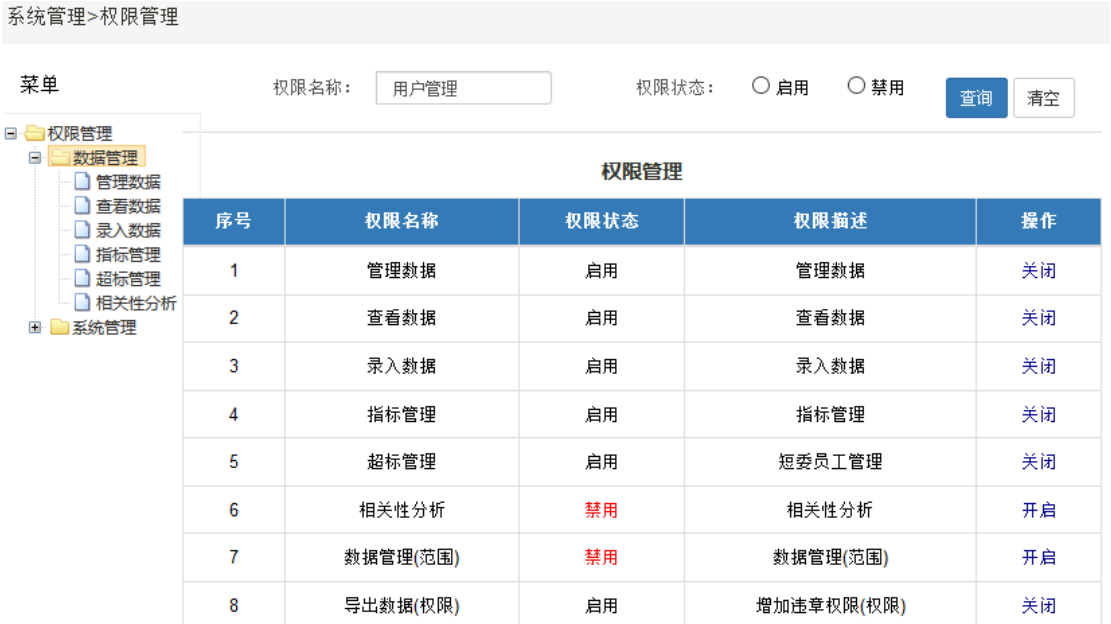 系统管理>权限管理
菜单
权限名称： 用户管理 权限状态： 启用 禁用 查询 清空
权限管理
数据管理
管理数据
查看数据
录入数据
指标管理
超标管理
相关性分析
系统管理
权限管理
序号 权限名称 权限状态 权限描述 操作
1 管理数据 启用 管理数据 关闭
2 查看数据 启用 查看数据 关闭
3 录入数据 启用 录入数据 关闭
4 指标管理 启用 指标管理 关闭
5 超标管理 启用 短委员工管理 关闭
6 相关性分析 禁用 相关性分析 开启
7 数据管理(范围) 禁用 数据管理(范围) 开启
8 导出数据(权限) 启用 增加违章权限(权限) 关闭